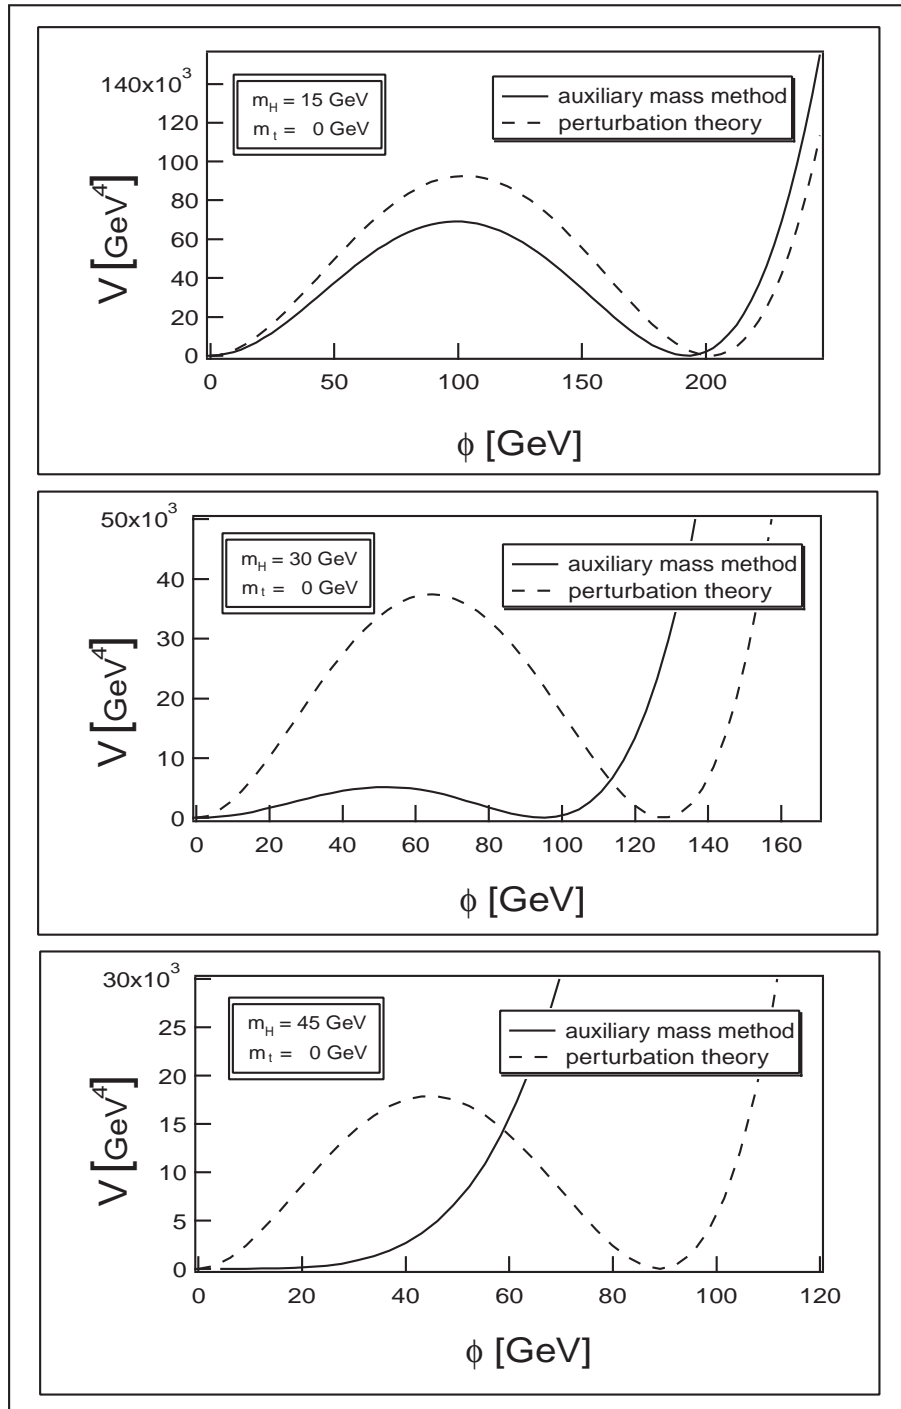 140x10³
120
100
80
60
40
20
0
V [GeV⁴]
m_H = 15 GeV
m_t = 0 GeV
auxiliary mass method
perturbation theory
0 50 100 150 200
ϕ [GeV]
50x10³
40
30
20
10
0
V [GeV⁴]
m_H = 30 GeV
m_t = 0 GeV
auxiliary mass method
perturbation theory
0 20 40 60 80 100 120 140 160
ϕ [GeV]
30x10³
25
20
15
10
5
0
V [GeV⁴]
m_H = 45 GeV
m_t = 0 GeV
auxiliary mass method
perturbation theory
0 20 40 60 80 100 120
ϕ [GeV]